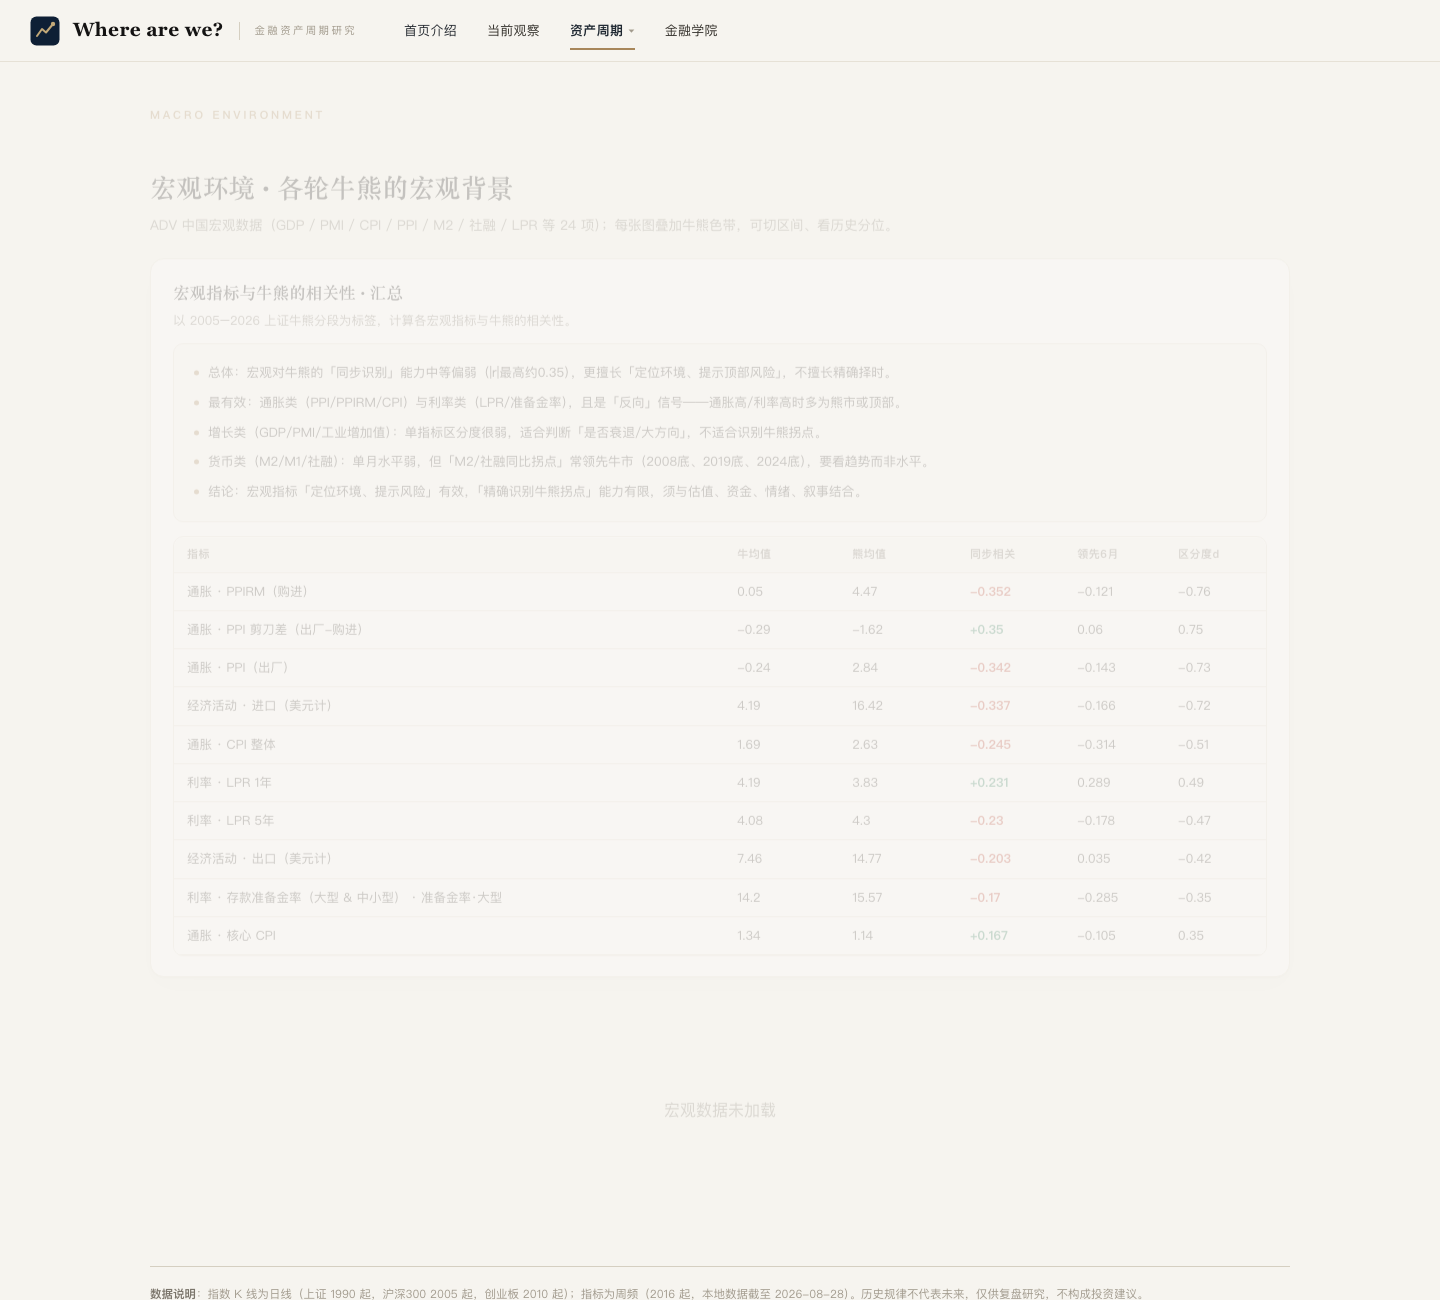 Where are we?
金融资产周期研究
首页介绍
当前观察
资产周期
金融学院
MACRO ENVIRONMENT
宏观环境 · 各轮牛熊的宏观背景
ADV 中国宏观数据（GDP / PMI / CPI / PPI / M2 / 社融 / LPR 等 24 项）；每张图叠加牛熊色带，可切区间、看历史分位。
宏观指标与牛熊的相关性 · 汇总
以 2005—2026 上证牛熊分段为标签，计算各宏观指标与牛熊的相关性。
总体：宏观对牛熊的「同步识别」能力中等偏弱（|r|最高约0.35），更擅长「定位环境、提示顶部风险」，不擅长精确择时。
最有效：通胀类（PPI/PPIRM/CPI）与利率类（LPR/准备金率），且是「反向」信号——通胀高/利率高时多为熊市或顶部。
增长类（GDP/PMI/工业增加值）：单指标区分度很弱，适合判断「是否衰退/大方向」，不适合识别牛熊拐点。
货币类（M2/M1/社融）：单月水平弱，但「M2/社融同比拐点」常领先牛市（2008底、2019底、2024底），要看趋势而非水平。
结论：宏观指标「定位环境、提示风险」有效，「精确识别牛熊拐点」能力有限，须与估值、资金、情绪、叙事结合。
指标 牛均值 熊均值 同步相关 领先6月 区分度d
通胀 · PPIRM（购进） 0.05 4.47 -0.352 -0.121 -0.76
通胀 · PPI 剪刀差（出厂-购进） -0.29 -1.62 +0.35 0.06 0.75
通胀 · PPI（出厂） -0.24 2.84 -0.342 -0.143 -0.73
经济活动 · 进口（美元计） 4.19 16.42 -0.337 -0.166 -0.72
通胀 · CPI 整体 1.69 2.63 -0.245 -0.314 -0.51
利率 · LPR 1年 4.19 3.83 +0.231 0.289 0.49
利率 · LPR 5年 4.08 4.3 -0.23 -0.178 -0.47
经济活动 · 出口（美元计） 7.46 14.77 -0.203 0.035 -0.42
利率 · 存款准备金率（大型 & 中小型） · 准备金率·大型 14.2 15.57 -0.17 -0.285 -0.35
通胀 · 核心 CPI 1.34 1.14 +0.167 -0.105 0.35
宏观数据未加载
数据说明：指数 K 线为日线（上证 1990 起，沪深300 2005 起，创业板 2010 起）；指标为周频（2016 起，本地数据截至 2026-08-28）。历史规律不代表未来，仅供复盘研究，不构成投资建议。